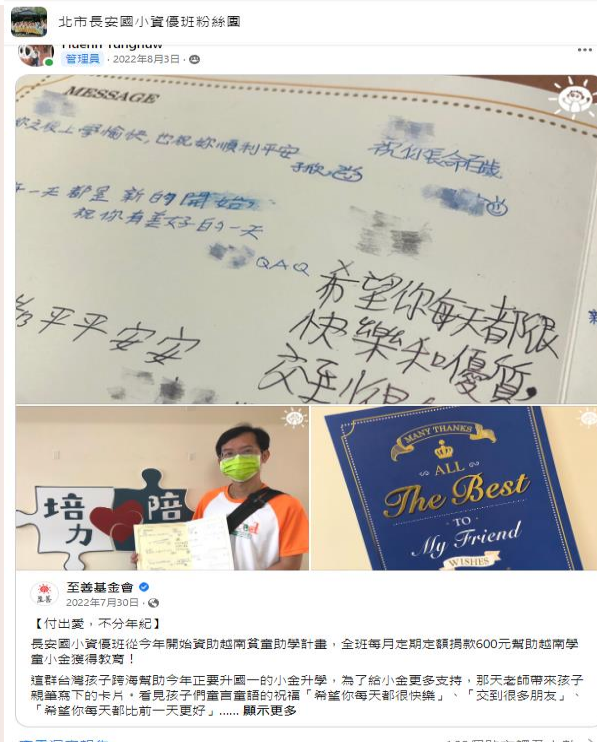 北市長安國小資優班粉絲團
管理員 · 2022年8月3日 ·
MESSAGE
上學愉快,也祝妳順利平安
祝你長命百歲
一天都是新的開始
祝你有美好的一天
QAQ
希望你每天都很
快樂和優質,
平平安安
培力
陪
MANY THANKS
ALL
The Best
TO
My Friend
WISHES
至善基金會
2022年7月30日 ·
【付出愛,不分年紀】
長安國小資優班從今年開始資助越南貧童助學計畫,全班每月定期定額捐款600元幫助越南學
童小金獲得教育!
這群台灣孩子跨海幫助今年正要升國一的小金升學,為了給小金更多支持,那天老師帶來孩子
親筆寫下的卡片。看見孩子們童言童語的祝福「希望你每天都很快樂」、「交到很多朋友」、
「希望你每天都比前一天更好」...... 顯示更多